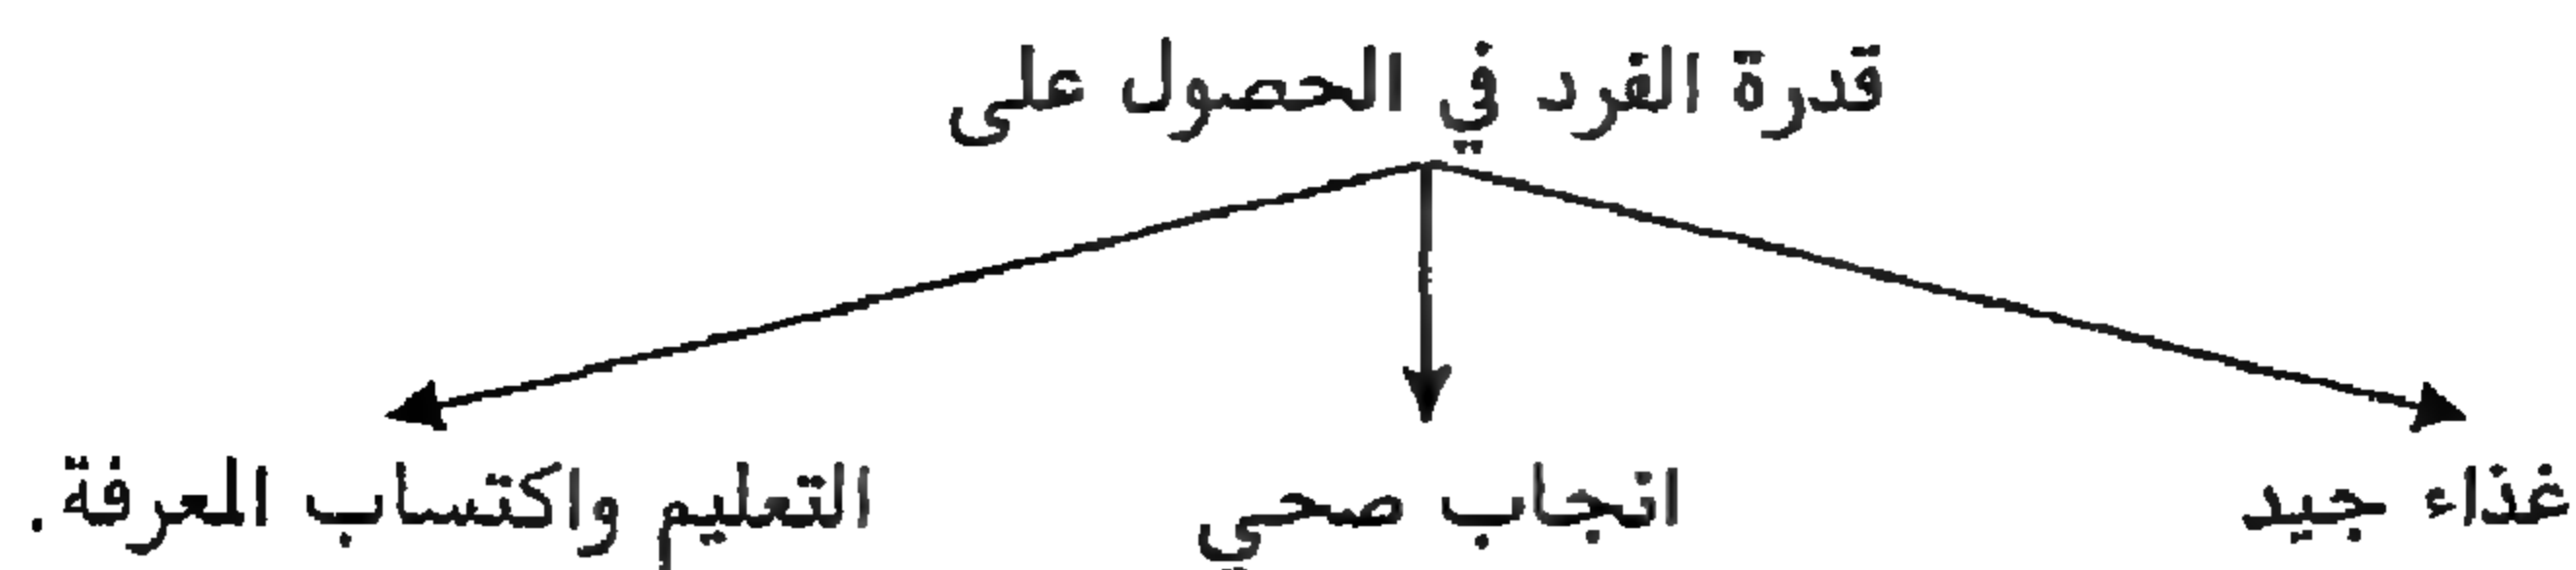 قدرة الفرد في الحصول على
غذاء جيد
انجاب صحي
التعليم واكتساب المعرفة.